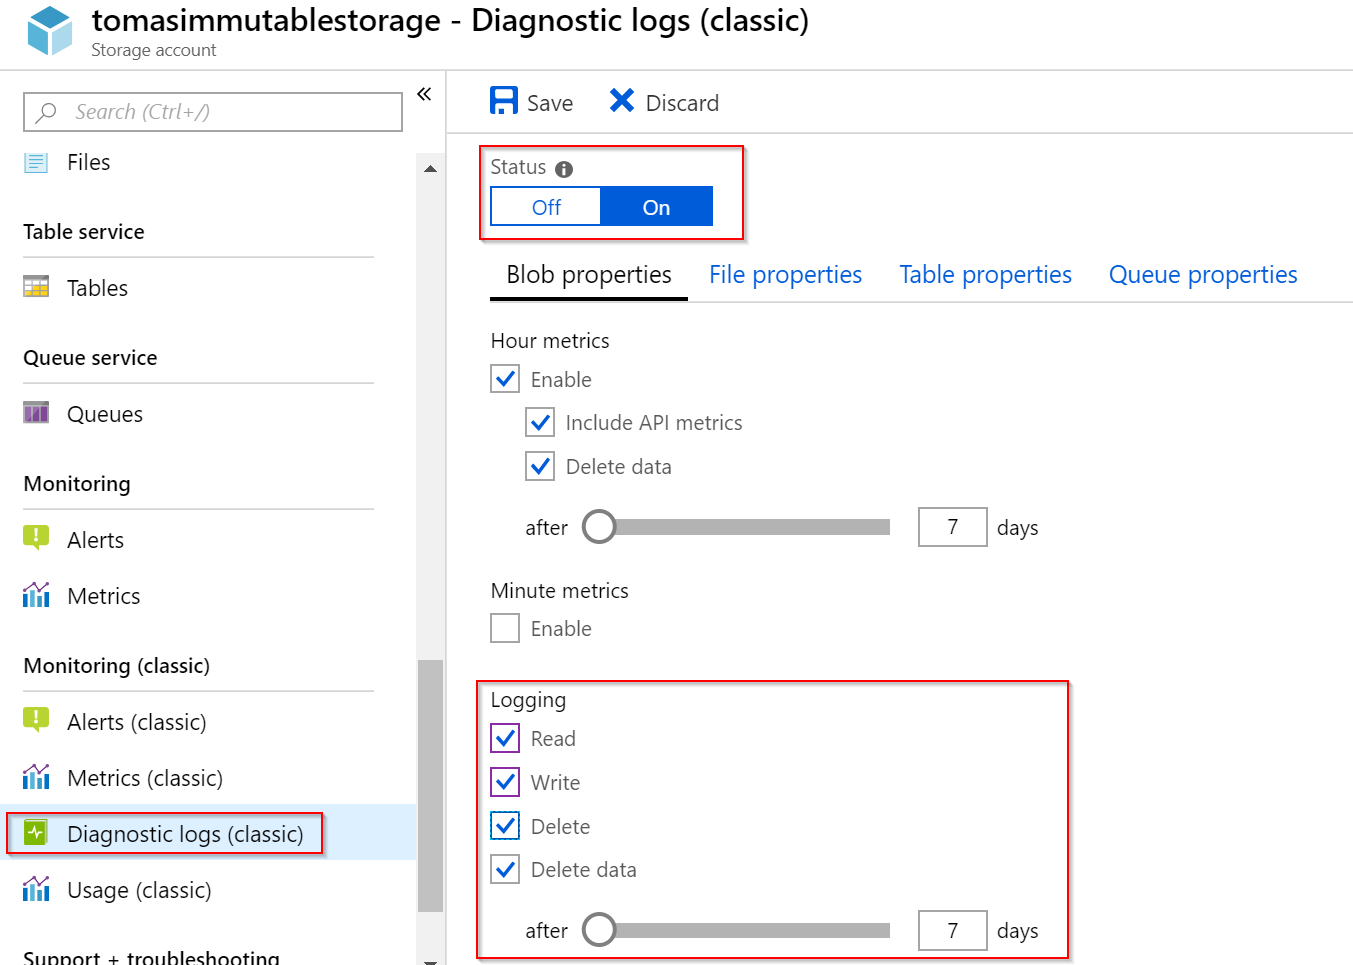 tomasimmutablestorage - Diagnostic logs (classic)
Storage account
Search (Ctrl+/)
«
Files
Table service
Tables
Queue service
Queues
Monitoring
Alerts
Metrics
Monitoring (classic)
Alerts (classic)
Metrics (classic)
Diagnostic logs (classic)
Usage (classic)
Support + troubleshooting
Save Discard
Status
Off On
Blob properties File properties Table properties Queue properties
Hour metrics
Enable
Include API metrics
Delete data
after 7 days
Minute metrics
Enable
Logging
Read
Write
Delete
Delete data
after 7 days